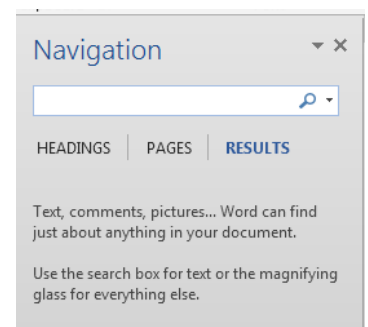 Navigation
HEADINGS PAGES RESULTS
Text, comments, pictures... Word can find
just about anything in your document.
Use the search box for text or the magnifying
glass for everything else.